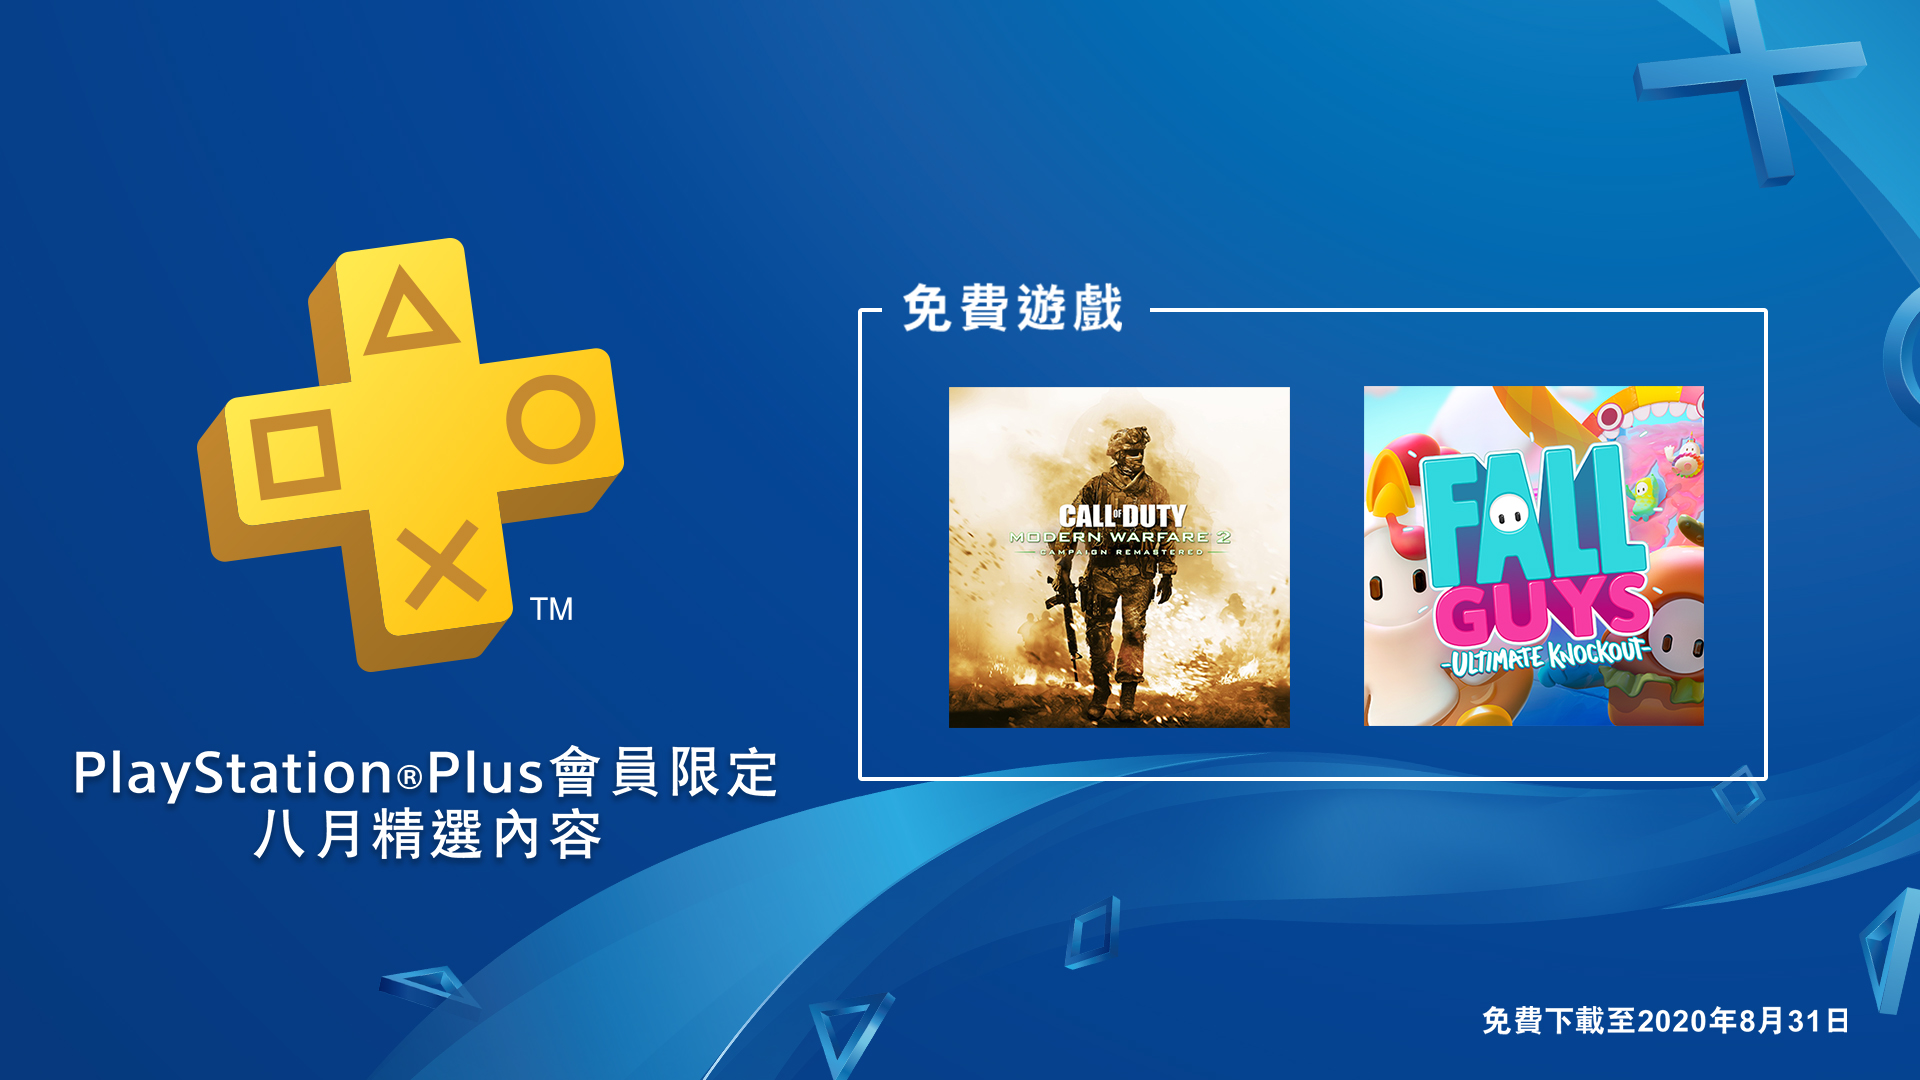 TM
PlayStation®Plus會員限定
八月精選內容
免費遊戲
CALL OF DUTY
MODERN WARFARE 2
CAMPAIGN REMASTERED
FALL
GUYS
-ULTIMATE KNOCKOUT-
免費下載至2020年8月31日